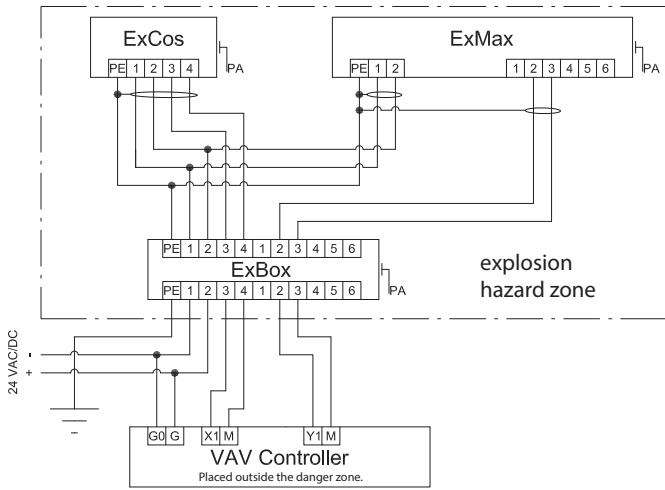 ExCos ExMax
PE 1 2 3 4 PA PE 1 2 1 2 3 4 5 6 PA
PE 1 2 3 4 1 2 3 4 5 6
ExBox
PE 1 2 3 4 1 2 3 4 5 6 PA
explosion
hazard zone
24 VAC/DC
-
+
G0 G X1 M Y1 M
VAV Controller
Placed outside the danger zone.